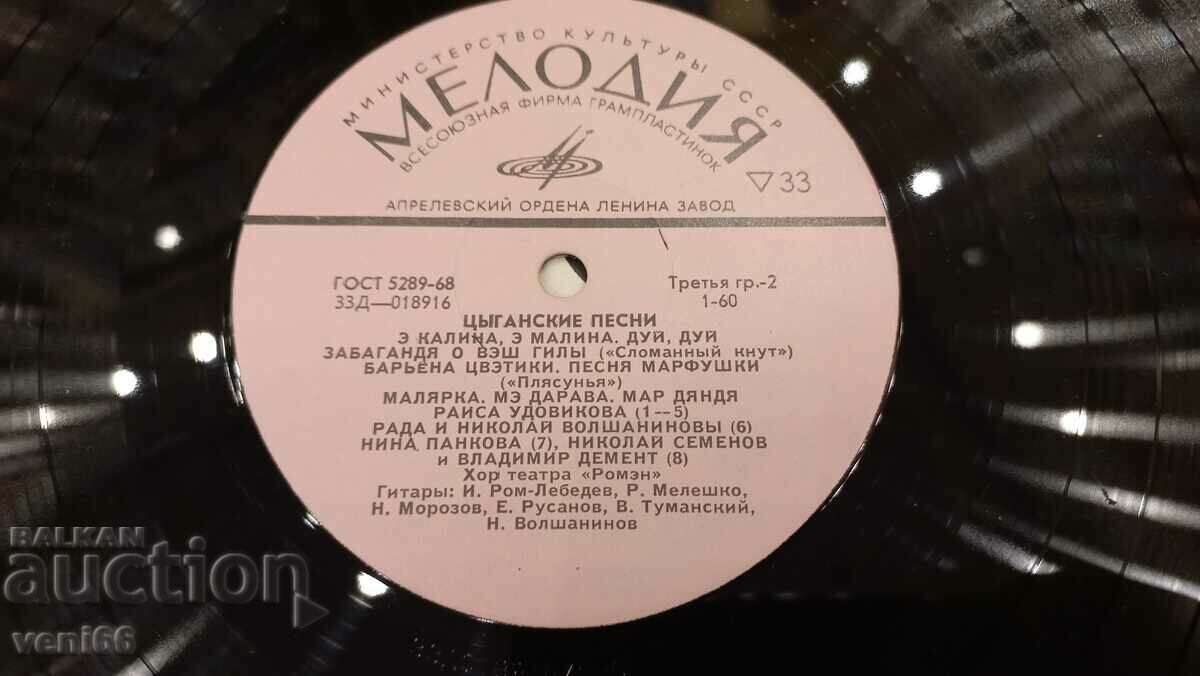 МИНИСТЕРСТВО КУЛЬТУРЫ СССР
МЕЛОДИЯ
ВСЕСОЮЗНАЯ ФИРМА ГРАМПЛАСТИНОК
▽33
АПРЕЛЕВСКИЙ ОРДЕНА ЛЕНИНА ЗАВОД
ГОСТ 5289-68 Третья гр.-2
33Д—018916 1-60
ЦЫГАНСКИЕ ПЕСНИ
Э КАЛИНА, Э МАЛИНА. ДУЙ, ДУЙ
ЗАБАГАНДЯ О ВЭШ ГИЛЫ («Сломанный кнут»)
БАРЬЕНА ЦВЭТИКИ. ПЕСНЯ МАРФУШКИ
(«Плясунья»)
МАЛЯРКА. МЭ ДАРАВА. МАР ДЯНДЯ
РАИСА УДОВИКОВА (1—5)
РАДА И НИКОЛАЙ ВОЛШАНИНОВЫ (6)
НИНА ПАНКОВА (7), НИКОЛАЙ СЕМЕНОВ
и ВЛАДИМИР ДЕМЕНТ (8)
Хор театра «Ромэн»
Гитары: И. Ром-Лебедев, Р. Мелешко,
Н. Морозов, Е. Русанов, В. Туманский,
Н. Волшанинов
BALKAN
auction
veni66